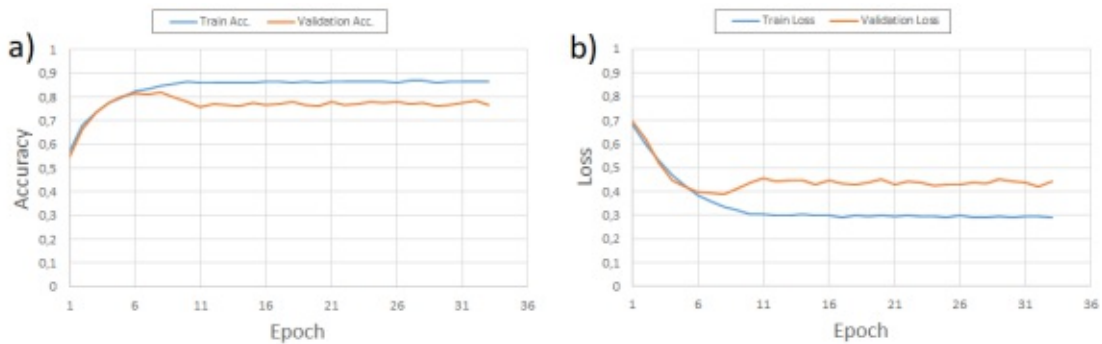 Train Acc. Validation Acc.
a)
1
0,9
0,8
0,7
0,6
0,5
0,4
0,3
0,2
0,1
0
Accuracy
1 6 11 16 21 26 31 36
Epoch
Train Loss Validation Loss
b)
1
0,9
0,8
0,7
0,6
0,5
0,4
0,3
0,2
0,1
0
Loss
1 6 11 16 21 26 31 36
Epoch